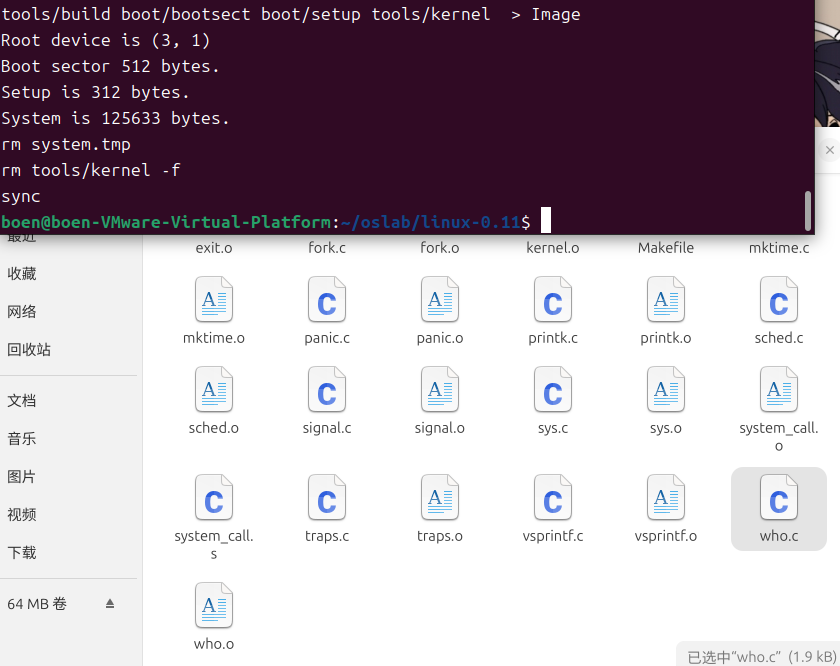 tools/build boot/bootsect boot/setup tools/kernel  > Image
Root device is (3, 1)
Boot sector 512 bytes.
Setup is 312 bytes.
System is 125633 bytes.
rm system.tmp
rm tools/kernel -f
sync
boen@boen-VMware-Virtual-Platform:~/oslab/linux-0.11$
最近
收藏
网络
回收站
文档
音乐
图片
视频
下载
64 MB 卷
exit.o fork.c fork.o kernel.o Makefile mktime.c
mktime.o panic.c panic.o printk.c printk.o sched.c
sched.o signal.c signal.o sys.c sys.o system_call.
o
system_call. traps.c traps.o vsprintf.c vsprintf.o who.c
s
who.o
已选中“who.c” (1.9 kB)